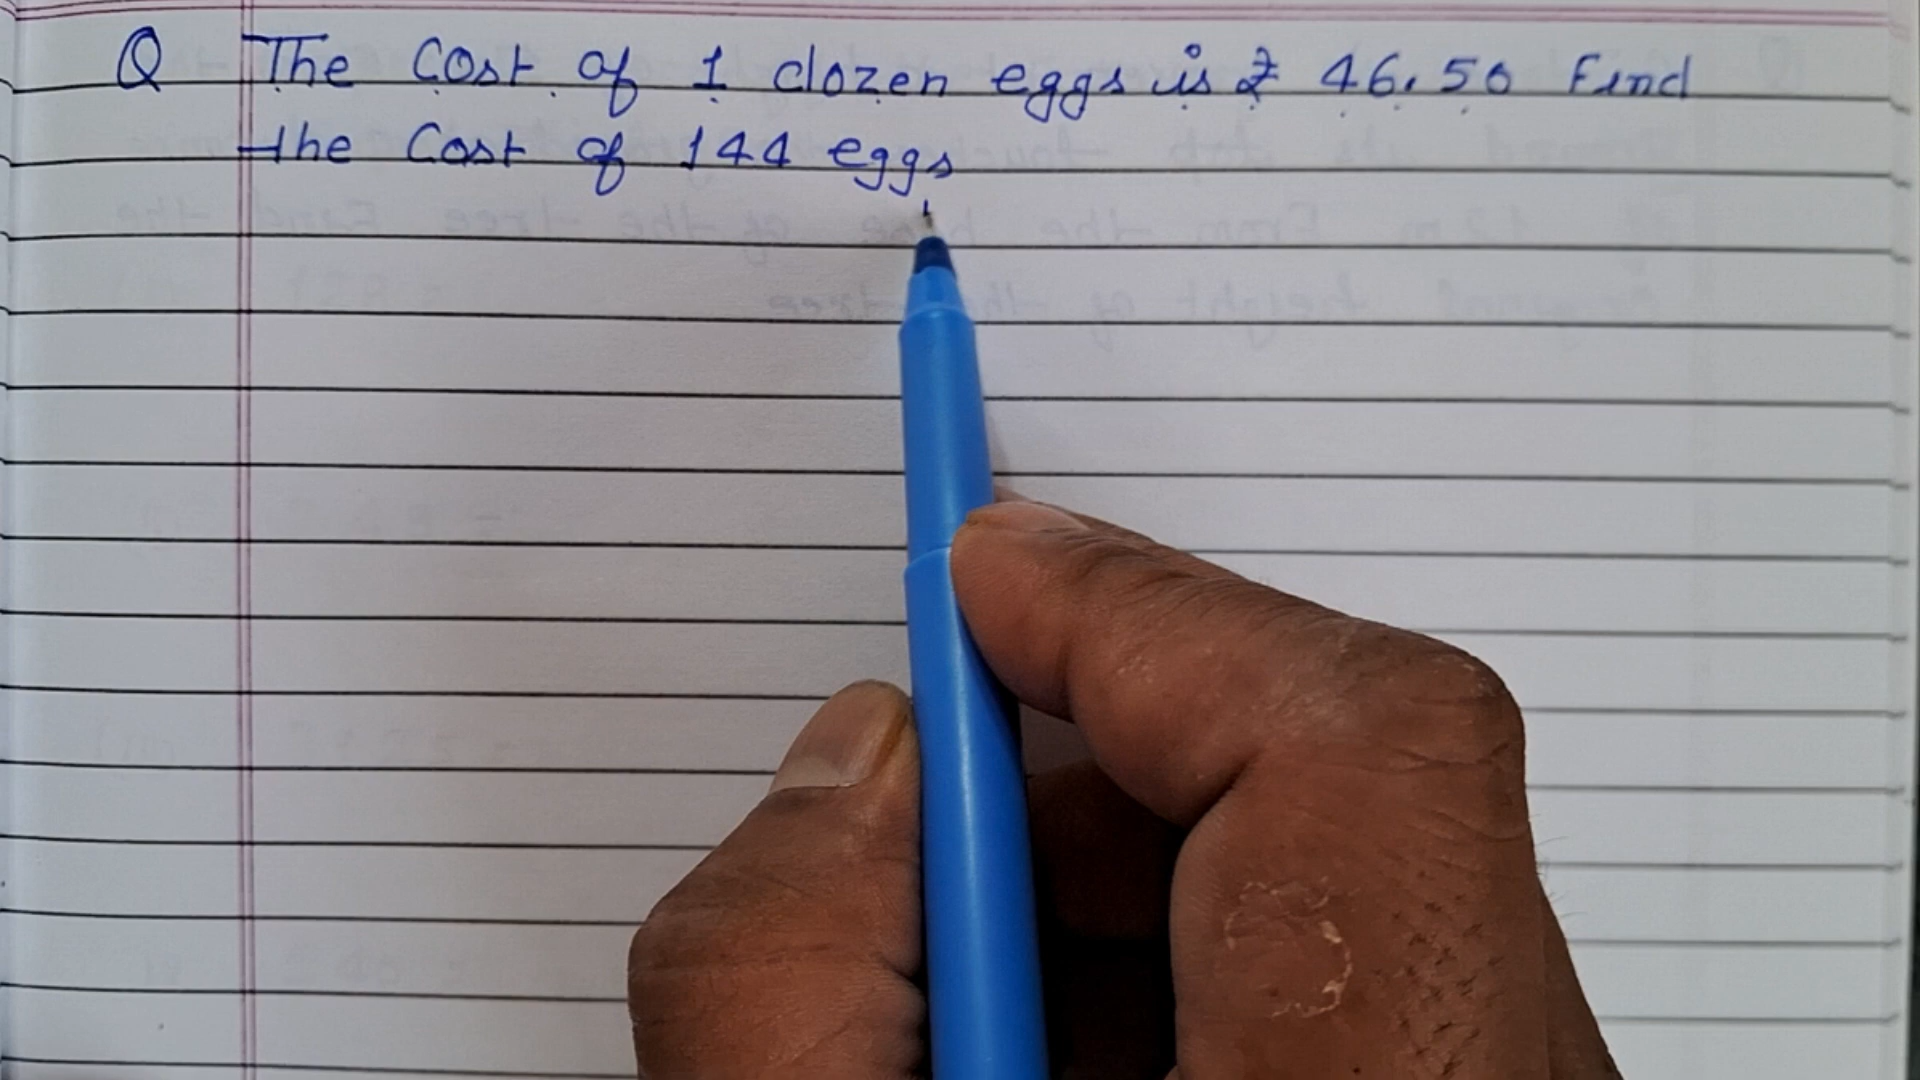 Q The Cost of 1 dozen eggs is ₹ 46.50 Find
the Cost of 144 eggs